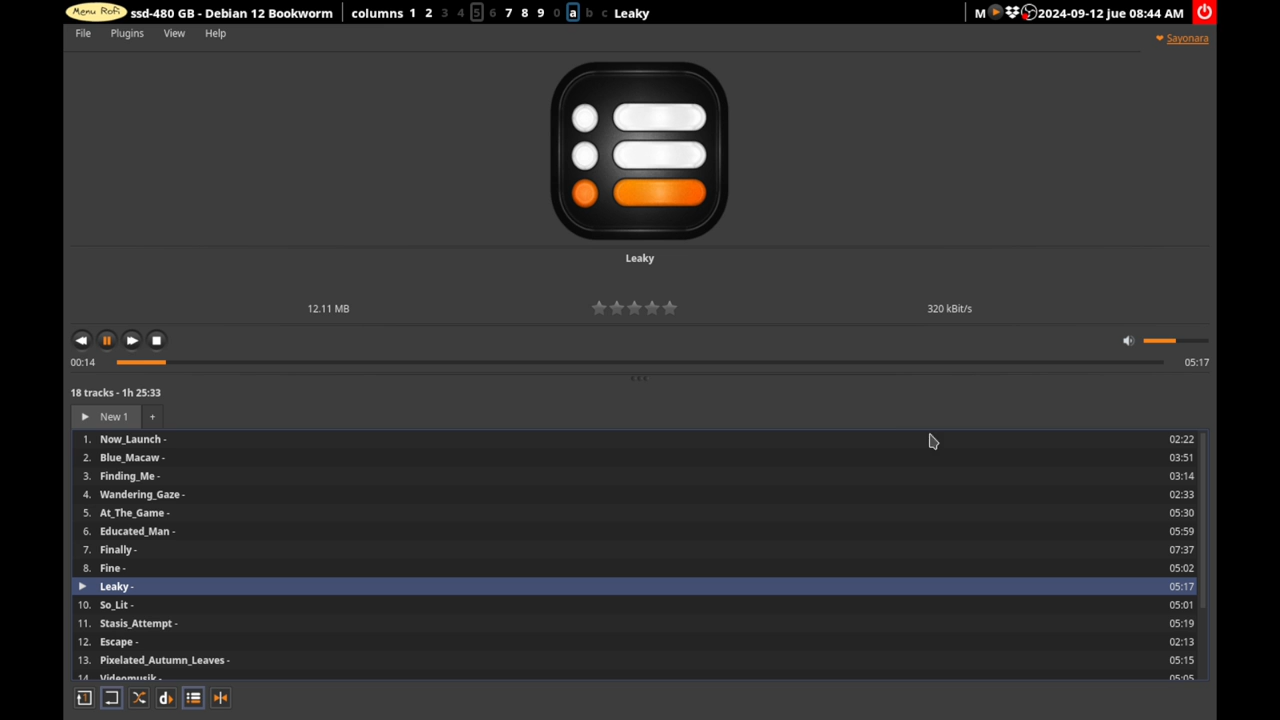 Menu Rofi ssd-480 GB - Debian 12 Bookworm columns 1 2 3 4 5 6 7 8 9 0 a b c Leaky M 2024-09-12 jue 08:44 AM
File Plugins View Help Sayonara
Leaky
12.11 MB 320 kBit/s
00:14 05:17
18 tracks - 1h 25:33
New 1 +
1. Now_Launch - 02:22
2. Blue_Macaw - 03:51
3. Finding_Me - 03:14
4. Wandering_Gaze - 02:33
5. At_The_Game - 05:30
6. Educated_Man - 05:59
7. Finally - 07:37
8. Fine - 05:02
Leaky - 05:17
10. So_Lit - 05:01
11. Stasis_Attempt - 05:19
12. Escape - 02:13
13. Pixelated_Autumn_Leaves - 05:15
14. Videomusik - 05:05
1 d